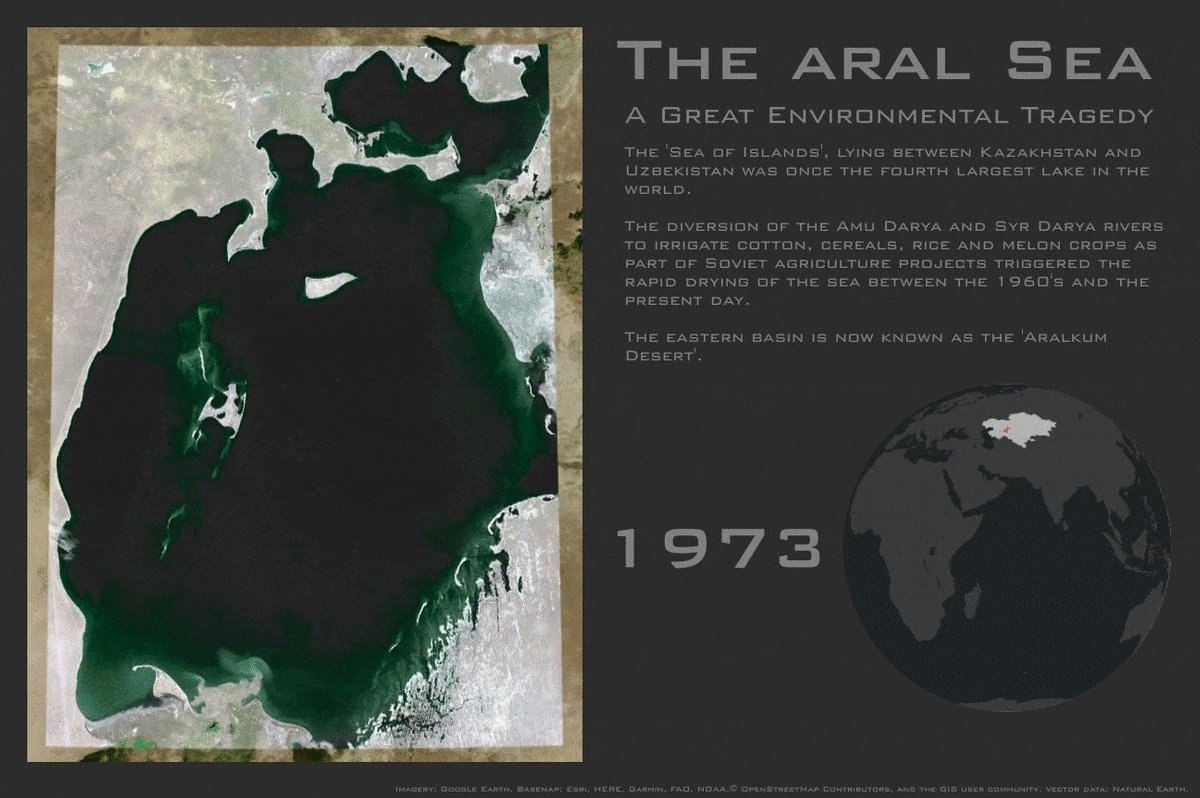 The Aral Sea
A Great Environmental Tragedy
The 'Sea of Islands', lying between Kazakhstan and
Uzbekistan was once the fourth largest lake in the
world.
The diversion of the Amu Darya and Syr Darya rivers
to irrigate cotton, cereals, rice and melon crops as
part of Soviet agriculture projects triggered the
rapid drying of the sea between the 1960's and the
present day.
The eastern basin is now known as the 'Aralkum
Desert'.
1973
Imagery: Google Earth. Basemap: Esri, HERE, Garmin, FAO, NOAA,© OpenStreetMap Contributors, and the GIS user community. Vector data: Natural Earth.